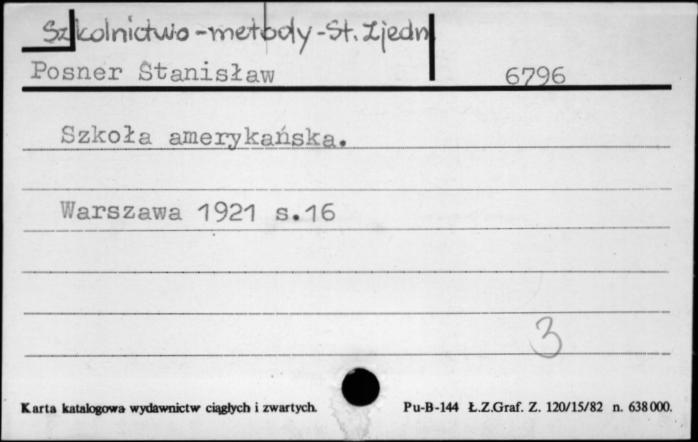 Szkolnictwo-metody-St. Zjedn
Posner Stanisław 6796
Szkoła amerykańska.
Warszawa 1921 s.16
3
Karta katalogowa wydawnictw ciągłych i zwartych. Pu-B-144 Ł.Z.Graf. Z. 120/15/82 n. 638000.